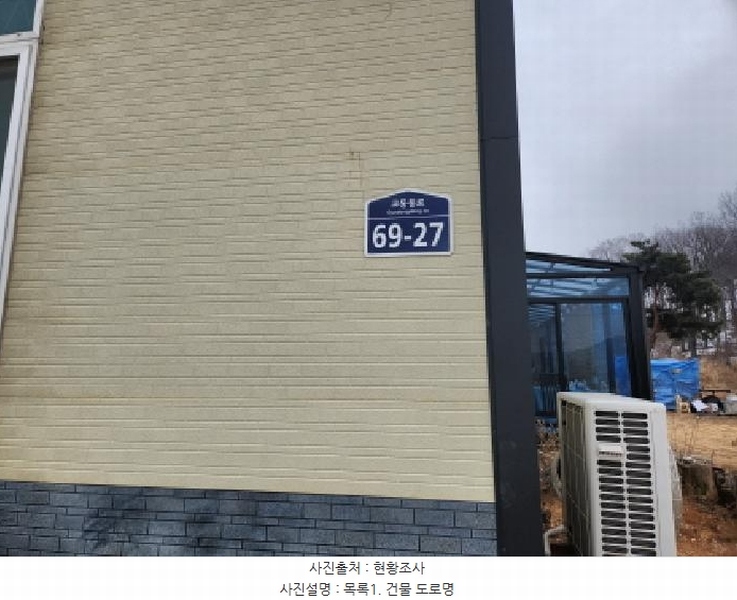 69-27
사진출처 : 현황조사
사진설명 : 목록1. 건물 도로명